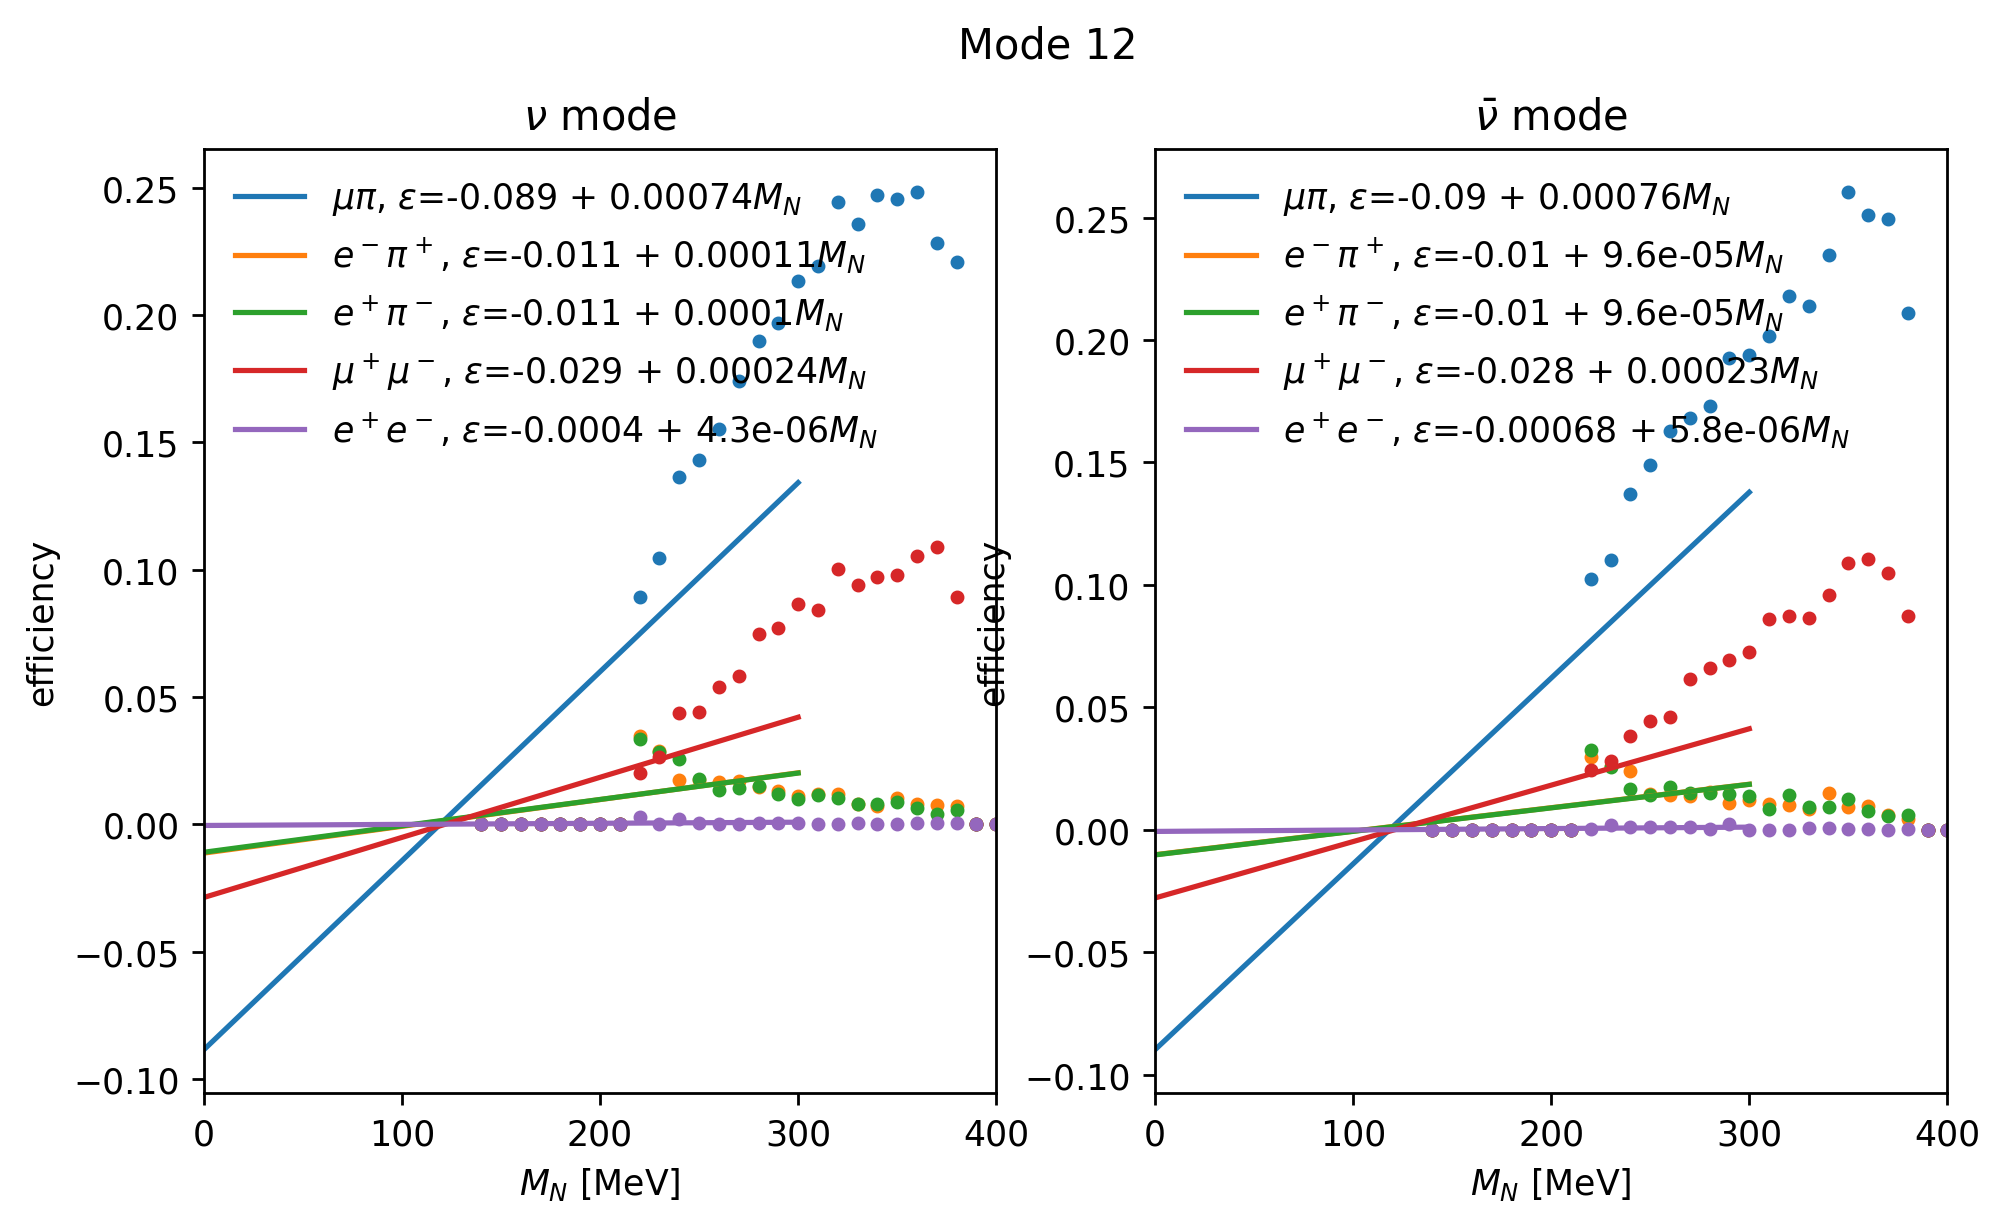 Mode 12
ν mode
0.25
0.20
0.15
0.10
0.05
0.00
−0.05
−0.10
efficiency
μπ, ε=-0.089 + 0.00074M_N
e⁻π⁺, ε=-0.011 + 0.00011M_N
e⁺π⁻, ε=-0.011 + 0.0001M_N
μ⁺μ⁻, ε=-0.029 + 0.00024M_N
e⁺e⁻, ε=-0.0004 + 4.3e-06M_N
0 100 200 300 400
M_N [MeV]
ν̄ mode
0.25
0.20
0.15
0.10
0.05
0.00
−0.05
−0.10
efficiency
μπ, ε=-0.09 + 0.00076M_N
e⁻π⁺, ε=-0.01 + 9.6e-05M_N
e⁺π⁻, ε=-0.01 + 9.6e-05M_N
μ⁺μ⁻, ε=-0.028 + 0.00023M_N
e⁺e⁻, ε=-0.00068 + 5.8e-06M_N
0 100 200 300 400
M_N [MeV]